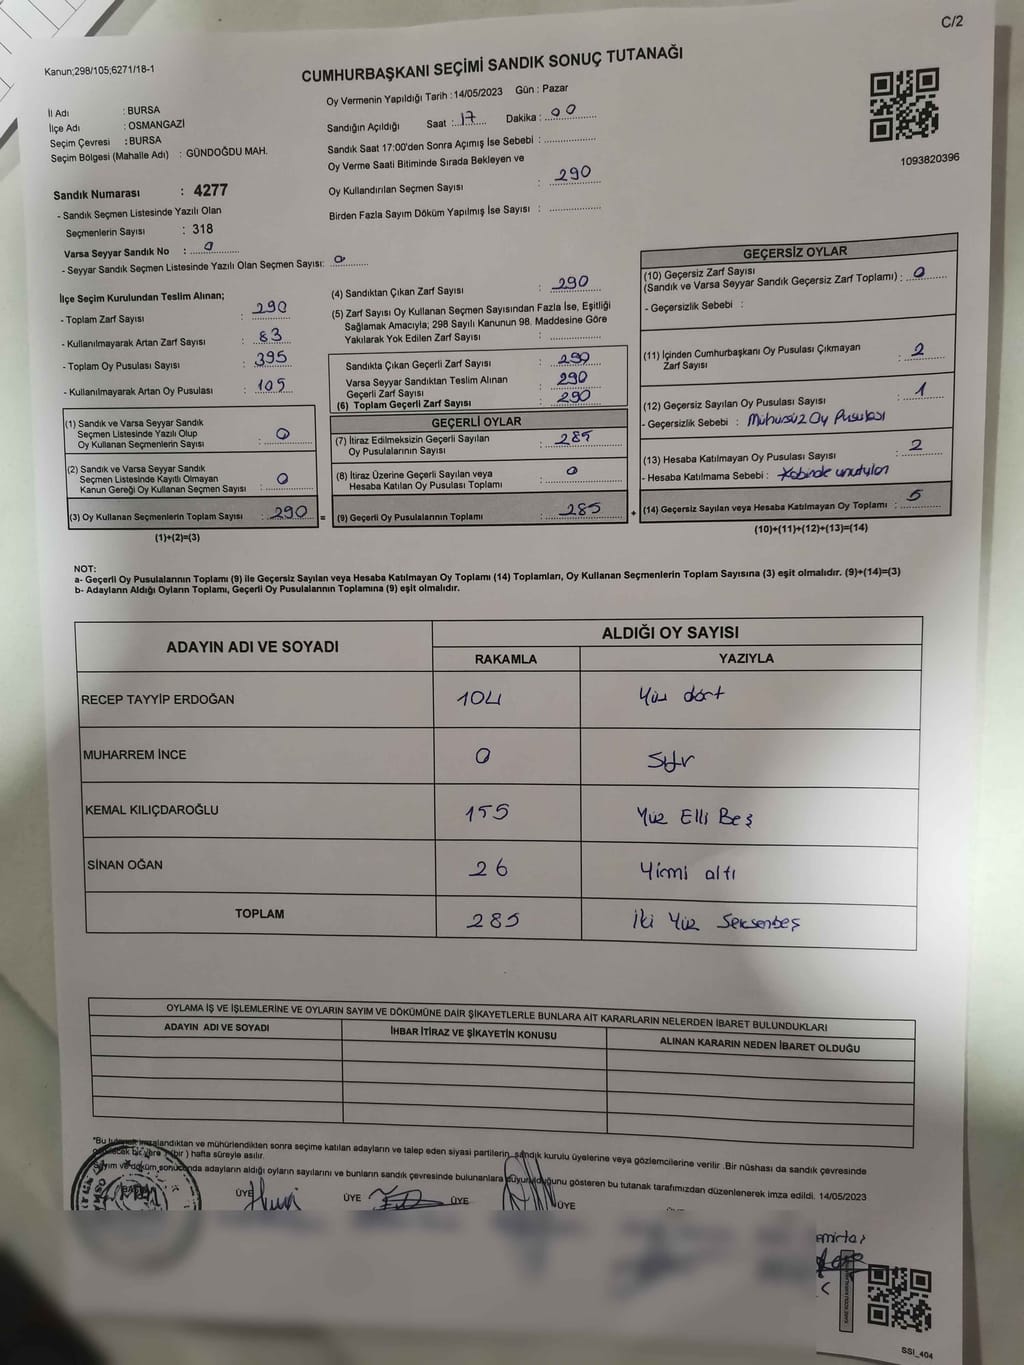 C/2
Kanun;298/105;6271/18-1
CUMHURBAŞKANI SEÇİMİ SANDIK SONUÇ TUTANAĞI
İl Adı : BURSA
İlçe Adı : OSMANGAZİ
Seçim Çevresi : BURSA
Seçim Bölgesi (Mahalle Adı) : GÜNDOĞDU MAH.
Oy Vermenin Yapıldığı Tarih : 14/05/2023 Gün : Pazar
Sandığın Açıldığı Saat : 17 Dakika : 00
Sandık Saat 17:00'den Sonra Açımış İse Sebebi :
Oy Verme Saati Bitiminde Sırada Bekleyen ve
Oy Kullandırılan Seçmen Sayısı : 290
Birden Fazla Sayım Döküm Yapılmış İse Sayısı :
1093820396
Sandık Numarası : 4277
- Sandık Seçmen Listesinde Yazılı Olan
Seçmenlerin Sayısı : 318
Varsa Seyyar Sandık No : 0
- Seyyar Sandık Seçmen Listesinde Yazılı Olan Seçmen Sayısı: 0
İlçe Seçim Kurulundan Teslim Alınan;
- Toplam Zarf Sayısı : 290
- Kullanılmayarak Artan Zarf Sayısı : 83
- Toplam Oy Pusulası Sayısı : 395
- Kullanılmayarak Artan Oy Pusulası : 105
(1) Sandık ve Varsa Seyyar Sandık
Seçmen Listesinde Yazılı Olup
Oy Kullanan Seçmenlerin Sayısı : 0
(2) Sandık ve Varsa Seyyar Sandık
Seçmen Listesinde Kayıtlı Olmayan
Kanun Gereği Oy Kullanan Seçmen Sayısı : 0
(3) Oy Kullanan Seçmenlerin Toplam Sayısı : 290 =
(1)+(2)=(3)
(4) Sandıktan Çıkan Zarf Sayısı : 290
(5) Zarf Sayısı Oy Kullanan Seçmen Sayısından Fazla İse, Eşitliği
Sağlamak Amacıyla; 298 Sayılı Kanunun 98. Maddesine Göre
Yakılarak Yok Edilen Zarf Sayısı :
Sandıkta Çıkan Geçerli Zarf Sayısı : 290
Varsa Seyyar Sandıktan Teslim Alınan
Geçerli Zarf Sayısı : 290
(6) Toplam Geçerli Zarf Sayısı : 290
GEÇERLİ OYLAR
(7) İtiraz Edilmeksizin Geçerli Sayılan
Oy Pusulalarının Sayısı : 285
(8) İtiraz Üzerine Geçerli Sayılan veya
Hesaba Katılan Oy Pusulası Toplamı : 0
(9) Geçerli Oy Pusulalarının Toplamı : 285 +
GEÇERSİZ OYLAR
(10) Geçersiz Zarf Sayısı
(Sandık ve Varsa Seyyar Sandık Geçersiz Zarf Toplamı) : 0
- Geçersizlik Sebebi :
(11) İçinden Cumhurbaşkanı Oy Pusulası Çıkmayan
Zarf Sayısı : 2
(12) Geçersiz Sayılan Oy Pusulası Sayısı : 1
- Geçersizlik Sebebi : Mühürsüz Oy Pusulası
(13) Hesaba Katılmayan Oy Pusulası Sayısı : 2
- Hesaba Katılmama Sebebi : Kabinde unutulan
(14) Geçersiz Sayılan veya Hesaba Katılmayan Oy Toplamı : 5
(10)+(11)+(12)+(13)=(14)
NOT:
a- Geçerli Oy Pusulalarının Toplamı (9) ile Geçersiz Sayılan veya Hesaba Katılmayan Oy Toplamı (14) Toplamları, Oy Kullanan Seçmenlerin Toplam Sayısına (3) eşit olmalıdır. (9)+(14)=(3)
b- Adayların Aldığı Oyların Toplamı, Geçerli Oy Pusulalarının Toplamına (9) eşit olmalıdır.
ADAYIN ADI VE SOYADI
ALDIĞI OY SAYISI
RAKAMLA YAZIYLA
RECEP TAYYİP ERDOĞAN 104 Yüz dört
MUHARREM İNCE 0 Sıfır
KEMAL KILIÇDAROĞLU 155 Yüz Elli Beş
SİNAN OĞAN 26 Yirmi altı
TOPLAM 285 İki Yüz Seksenbeş
OYLAMA İŞ VE İŞLEMLERİNE VE OYLARIN SAYIM VE DÖKÜMÜNE DAİR ŞİKAYETLERLE BUNLARA AİT KARARLARIN NELERDEN İBARET BULUNDUKLARI
ADAYIN ADI VE SOYADI İHBAR İTİRAZ VE ŞİKAYETİN KONUSU ALINAN KARARIN NEDEN İBARET OLDUĞU
"Bu tutanak imzalandıktan ve mühürlendikten sonra seçime katılan adayların ve talep eden siyasi partilerin sandık kurulu üyelerine veya gözlemcilerine verilir .Bir nüshası da sandık çevresinde
bir yere (bir ) hafta süreyle asılır.
Sayım ve döküm sonucunda adayların aldığı oyların sayılarını ve bunların sandık çevresinde bulunanlara duyurulduğunu gösteren bu tutanak tarafımızdan düzenlenerek imza edildi. 14/05/2023
BAŞKAN ÜYE ÜYE ÜYE ÜYE
SSI_404